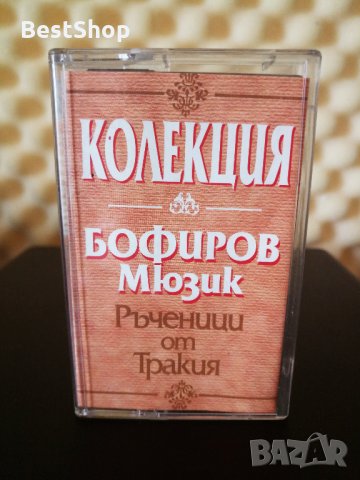 BestShop
КОЛЕКЦИЯ
БОФИРОВ
Мюзик
Ръченици
от
Тракия
BAZAR